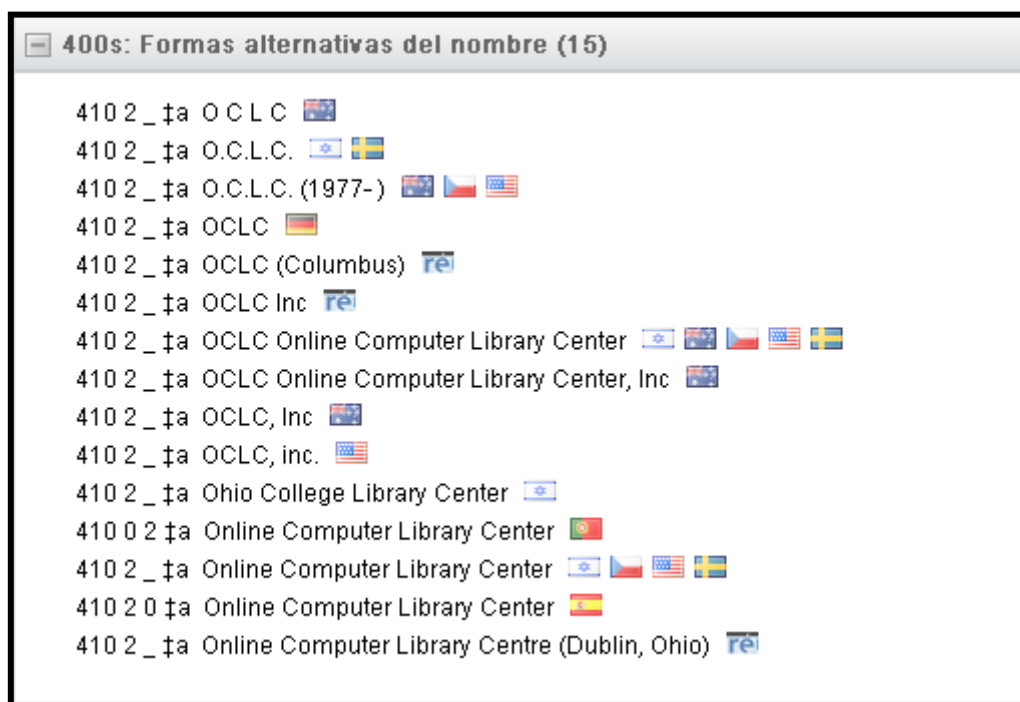 400s: Formas alternativas del nombre (15)
410 2 _ ‡a O C L C
410 2 _ ‡a O.C.L.C.
410 2 _ ‡a O.C.L.C. (1977-)
410 2 _ ‡a OCLC
410 2 _ ‡a OCLC (Columbus) ré
410 2 _ ‡a OCLC Inc ré
410 2 _ ‡a OCLC Online Computer Library Center
410 2 _ ‡a OCLC Online Computer Library Center, Inc
410 2 _ ‡a OCLC, Inc
410 2 _ ‡a OCLC, inc.
410 2 _ ‡a Ohio College Library Center
410 0 2 ‡a Online Computer Library Center
410 2 _ ‡a Online Computer Library Center
410 2 0 ‡a Online Computer Library Center
410 2 _ ‡a Online Computer Library Centre (Dublin, Ohio) ré